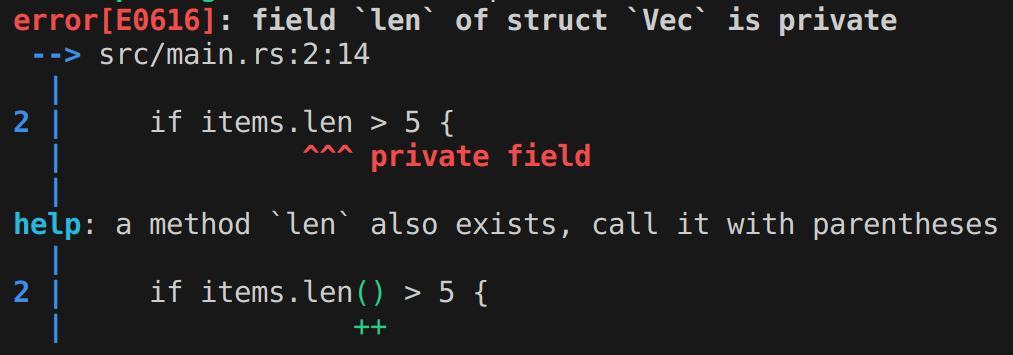 error[E0616]: field `len` of struct `Vec` is private
 --> src/main.rs:2:14
  |
2 |     if items.len > 5 {
  |              ^^^ private field
  |
help: a method `len` also exists, call it with parentheses
  |
2 |     if items.len() > 5 {
  |                 ++